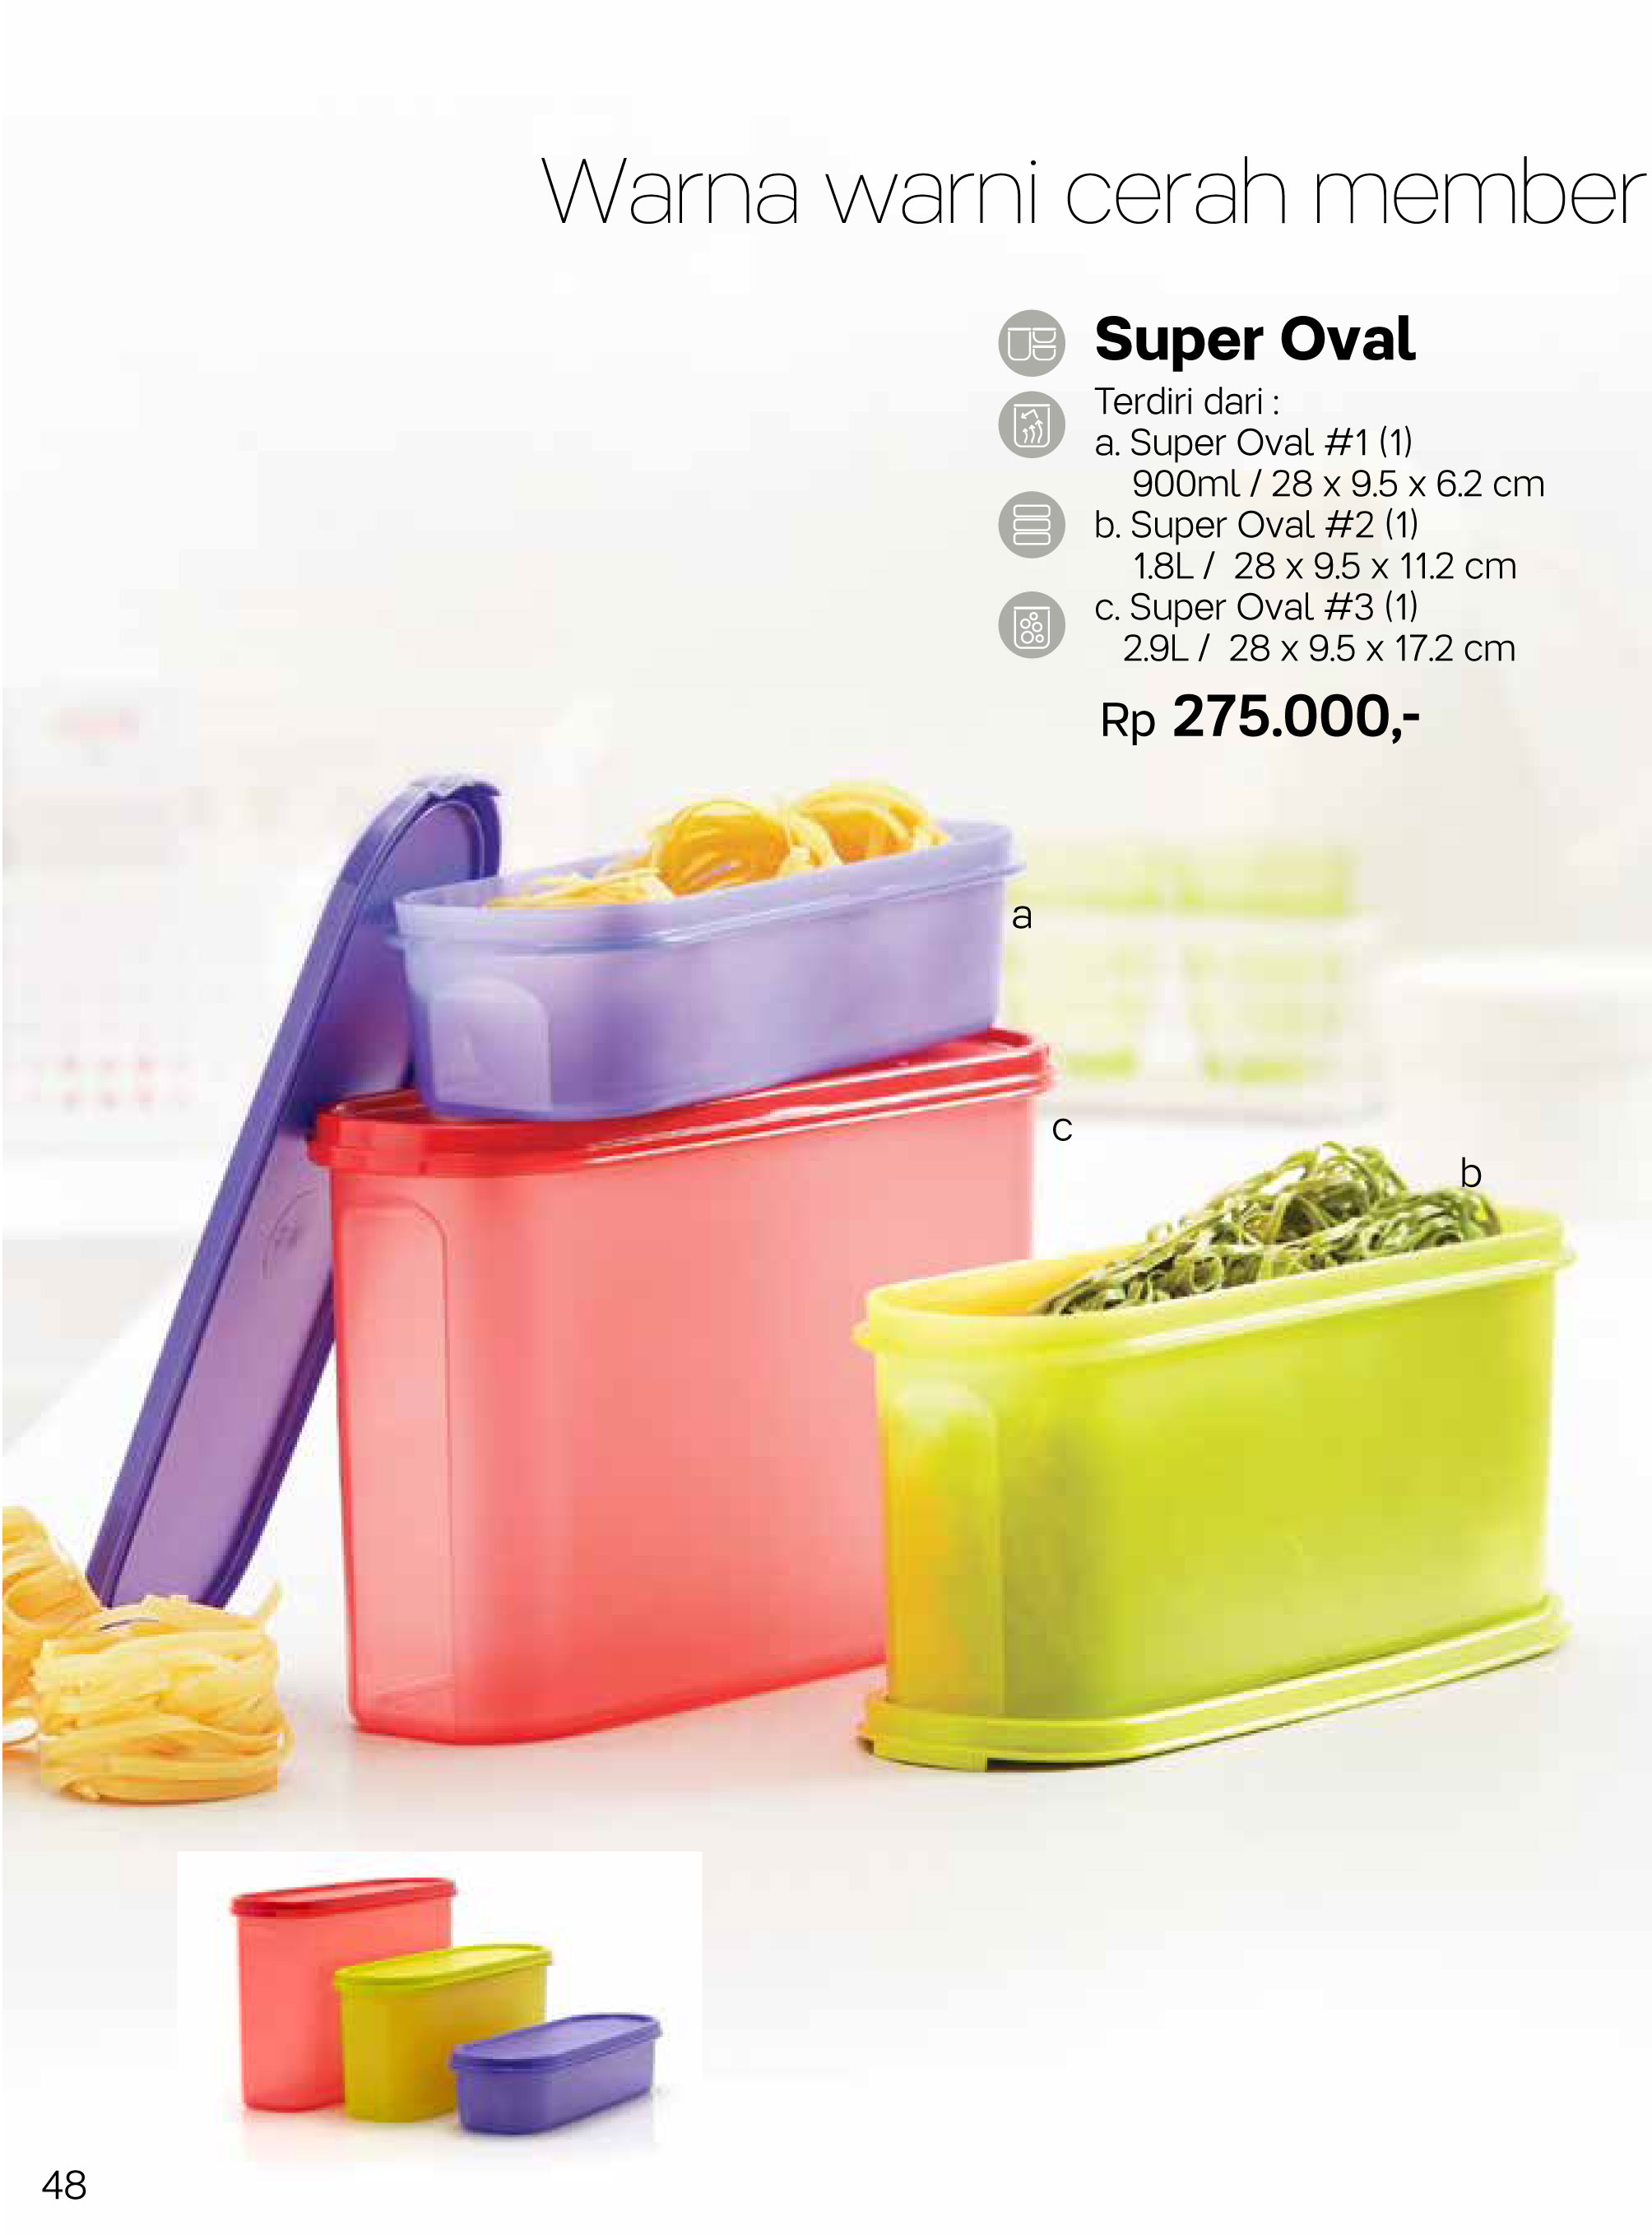 Warna warni cerah member
Super Oval
Terdiri dari :
a. Super Oval #1 (1)
900ml / 28 x 9.5 x 6.2 cm
b. Super Oval #2 (1)
1.8L /  28 x 9.5 x 11.2 cm
c. Super Oval #3 (1)
2.9L /  28 x 9.5 x 17.2 cm
Rp 275.000,-
a
c
b
48